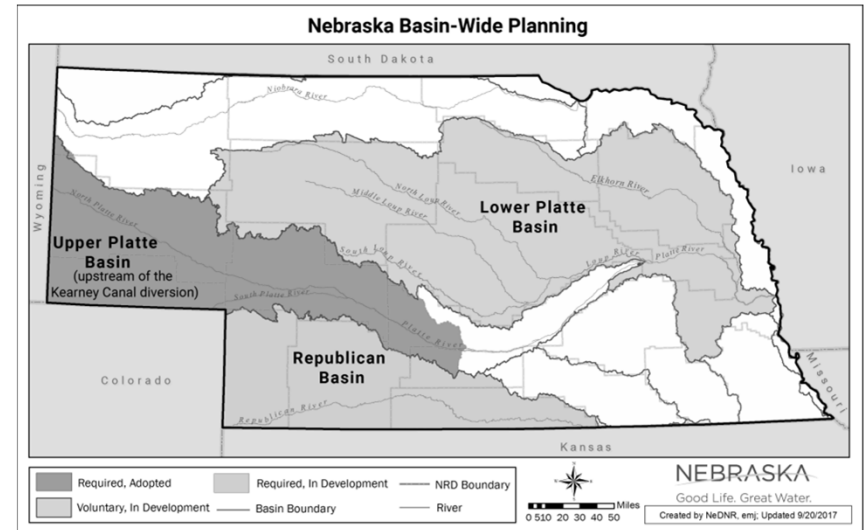 Nebraska Basin-Wide Planning
South Dakota
Niobrara River
Iowa
Wyoming
Elkhorn River
North Platte River
North Loup River
Middle Loup River
Lower Platte
Basin
Upper Platte
Basin
(upstream of the
Kearney Canal diversion)
South Loup River
Loup River
Platte River
South Platte River
Platte River
Republican
Basin
Colorado
Missouri
Republican River
Kansas
Required, Adopted
Required, In Development
NRD Boundary
Voluntary, In Development
Basin Boundary
River
0 5 10 20 30 40 50
Miles
NEBRASKA
Good Life. Great Water.
Created by NeDNR, emj; Updated 9/20/2017